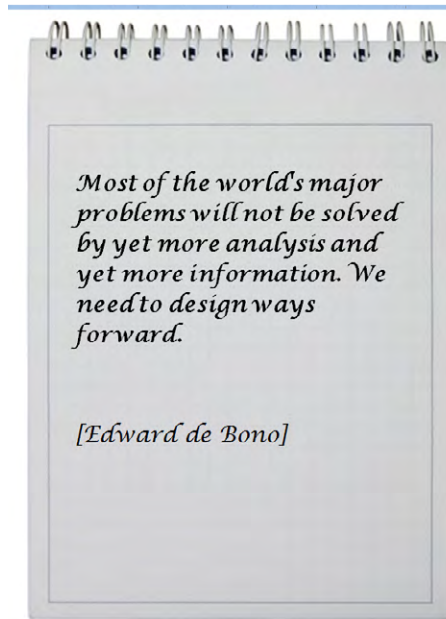 Most of the world's major
problems will not be solved
by yet more analysis and
yet more information. We
need to design ways
forward.
[Edward de Bono]